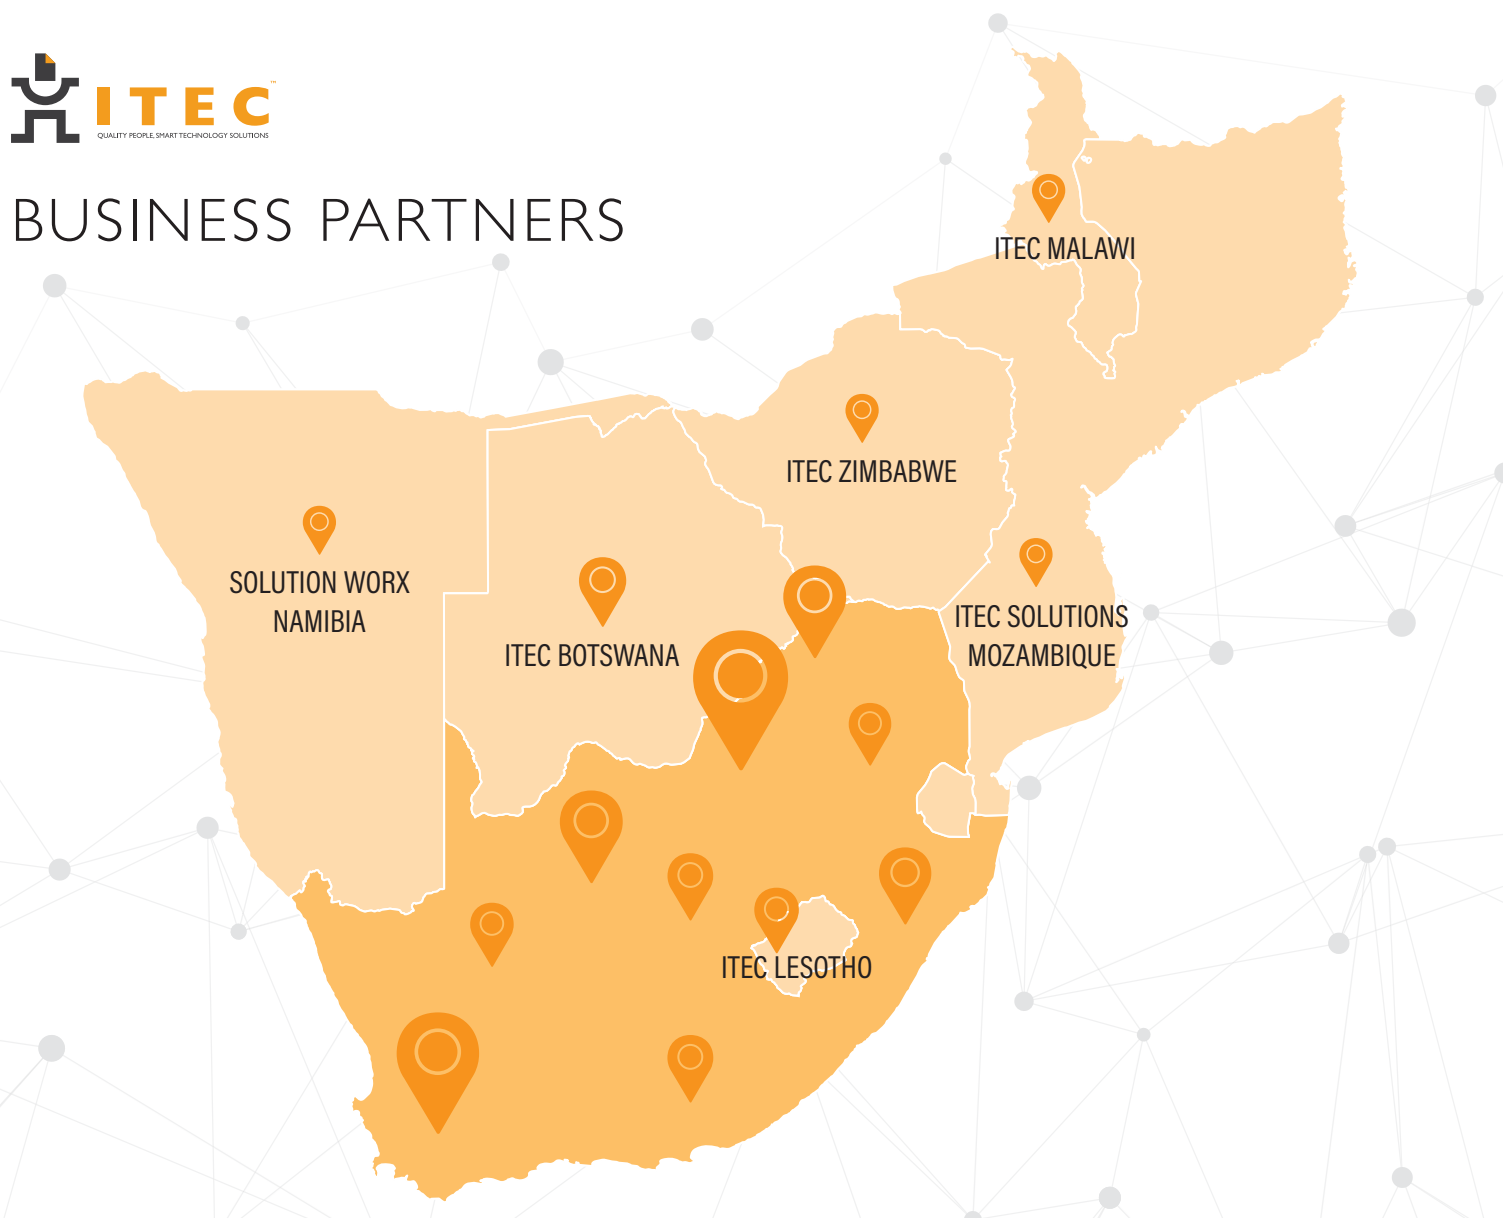 ITEC™
QUALITY PEOPLE, SMART TECHNOLOGY SOLUTIONS
BUSINESS PARTNERS
ITEC MALAWI
ITEC ZIMBABWE
SOLUTION WORX
NAMIBIA
ITEC BOTSWANA
ITEC SOLUTIONS
MOZAMBIQUE
ITEC LESOTHO